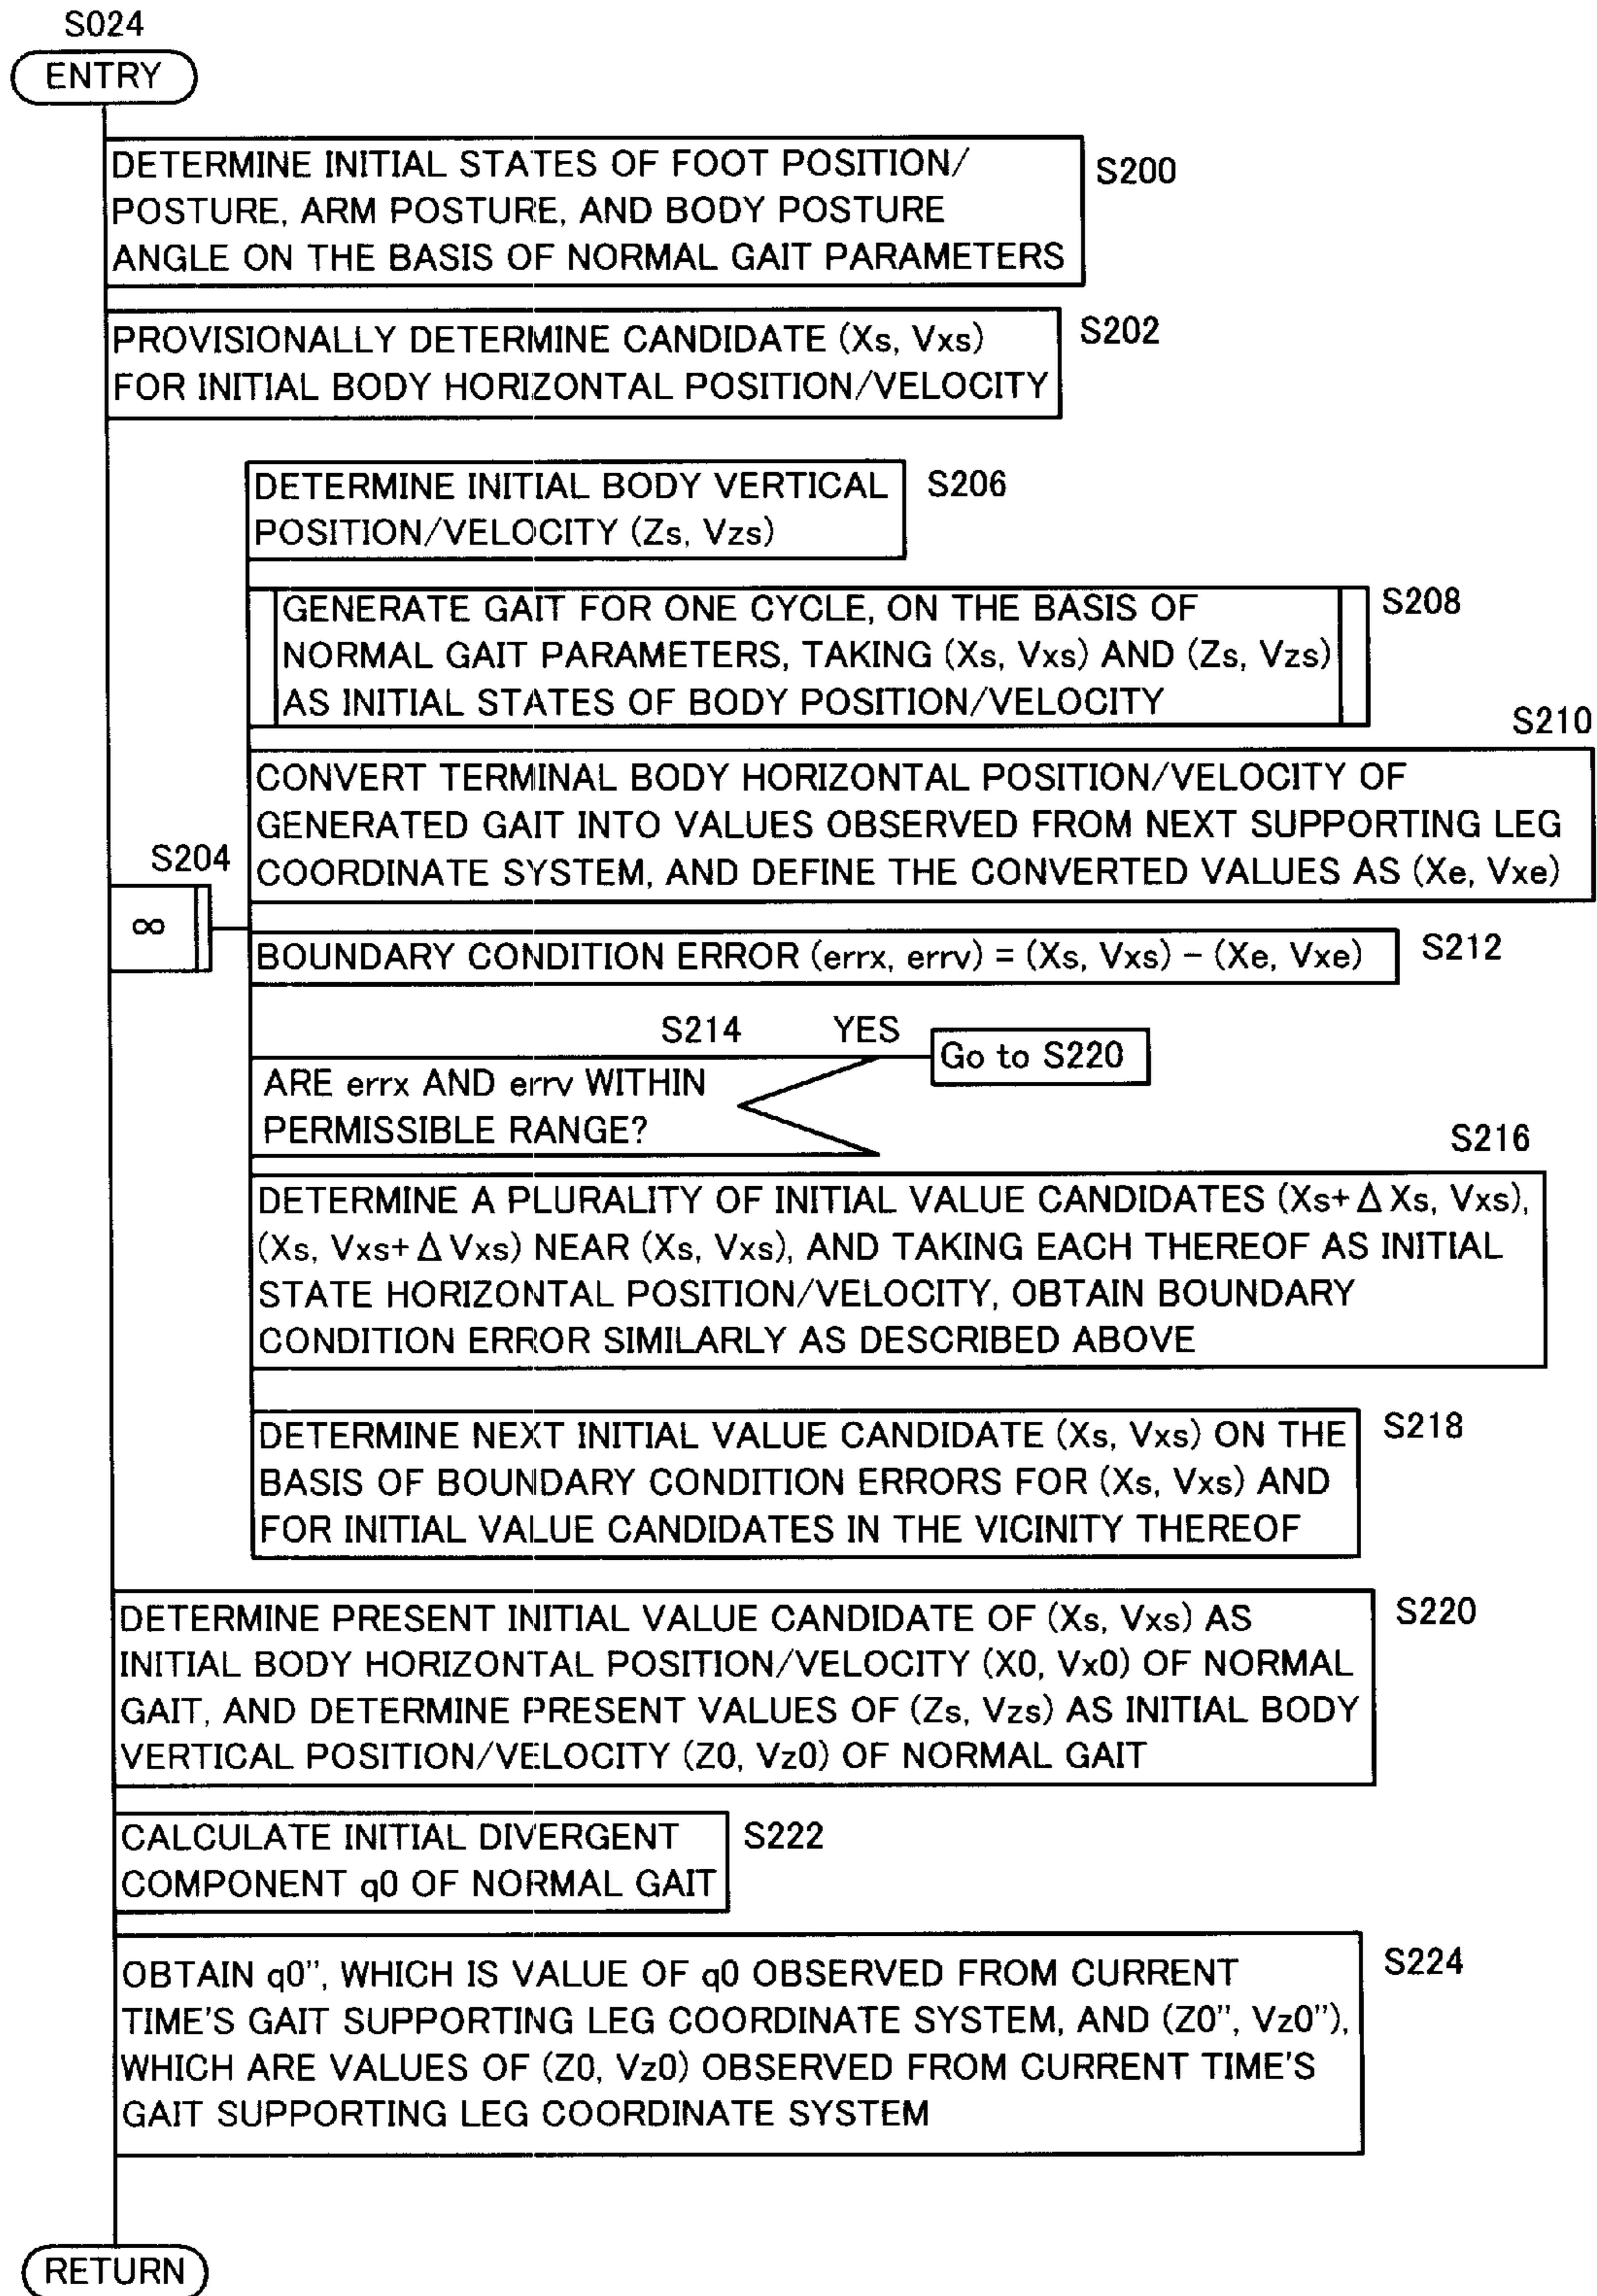 S024
ENTRY
DETERMINE INITIAL STATES OF FOOT POSITION/
POSTURE, ARM POSTURE, AND BODY POSTURE
ANGLE ON THE BASIS OF NORMAL GAIT PARAMETERS
S200
PROVISIONALLY DETERMINE CANDIDATE (Xs, Vxs)
FOR INITIAL BODY HORIZONTAL POSITION/VELOCITY
S202
DETERMINE INITIAL BODY VERTICAL
POSITION/VELOCITY (Zs, Vzs)
S206
GENERATE GAIT FOR ONE CYCLE, ON THE BASIS OF
NORMAL GAIT PARAMETERS, TAKING (Xs, Vxs) AND (Zs, Vzs)
AS INITIAL STATES OF BODY POSITION/VELOCITY
S208
S210
CONVERT TERMINAL BODY HORIZONTAL POSITION/VELOCITY OF
GENERATED GAIT INTO VALUES OBSERVED FROM NEXT SUPPORTING LEG
COORDINATE SYSTEM, AND DEFINE THE CONVERTED VALUES AS (Xe, Vxe)
S204
∞
BOUNDARY CONDITION ERROR (errx, errv) = (Xs, Vxs) − (Xe, Vxe)
S212
S214
YES
Go to S220
ARE errx AND errv WITHIN
PERMISSIBLE RANGE?
S216
DETERMINE A PLURALITY OF INITIAL VALUE CANDIDATES (Xs+Δ Xs, Vxs),
(Xs, Vxs+Δ Vxs) NEAR (Xs, Vxs), AND TAKING EACH THEREOF AS INITIAL
STATE HORIZONTAL POSITION/VELOCITY, OBTAIN BOUNDARY
CONDITION ERROR SIMILARLY AS DESCRIBED ABOVE
DETERMINE NEXT INITIAL VALUE CANDIDATE (Xs, Vxs) ON THE
BASIS OF BOUNDARY CONDITION ERRORS FOR (Xs, Vxs) AND
FOR INITIAL VALUE CANDIDATES IN THE VICINITY THEREOF
S218
DETERMINE PRESENT INITIAL VALUE CANDIDATE OF (Xs, Vxs) AS
INITIAL BODY HORIZONTAL POSITION/VELOCITY (X0, Vx0) OF NORMAL
GAIT, AND DETERMINE PRESENT VALUES OF (Zs, Vzs) AS INITIAL BODY
VERTICAL POSITION/VELOCITY (Z0, Vz0) OF NORMAL GAIT
S220
CALCULATE INITIAL DIVERGENT
COMPONENT q0 OF NORMAL GAIT
S222
OBTAIN q0”, WHICH IS VALUE OF q0 OBSERVED FROM CURRENT
TIME'S GAIT SUPPORTING LEG COORDINATE SYSTEM, AND (Z0”, Vz0”),
WHICH ARE VALUES OF (Z0, Vz0) OBSERVED FROM CURRENT TIME'S
GAIT SUPPORTING LEG COORDINATE SYSTEM
S224
RETURN